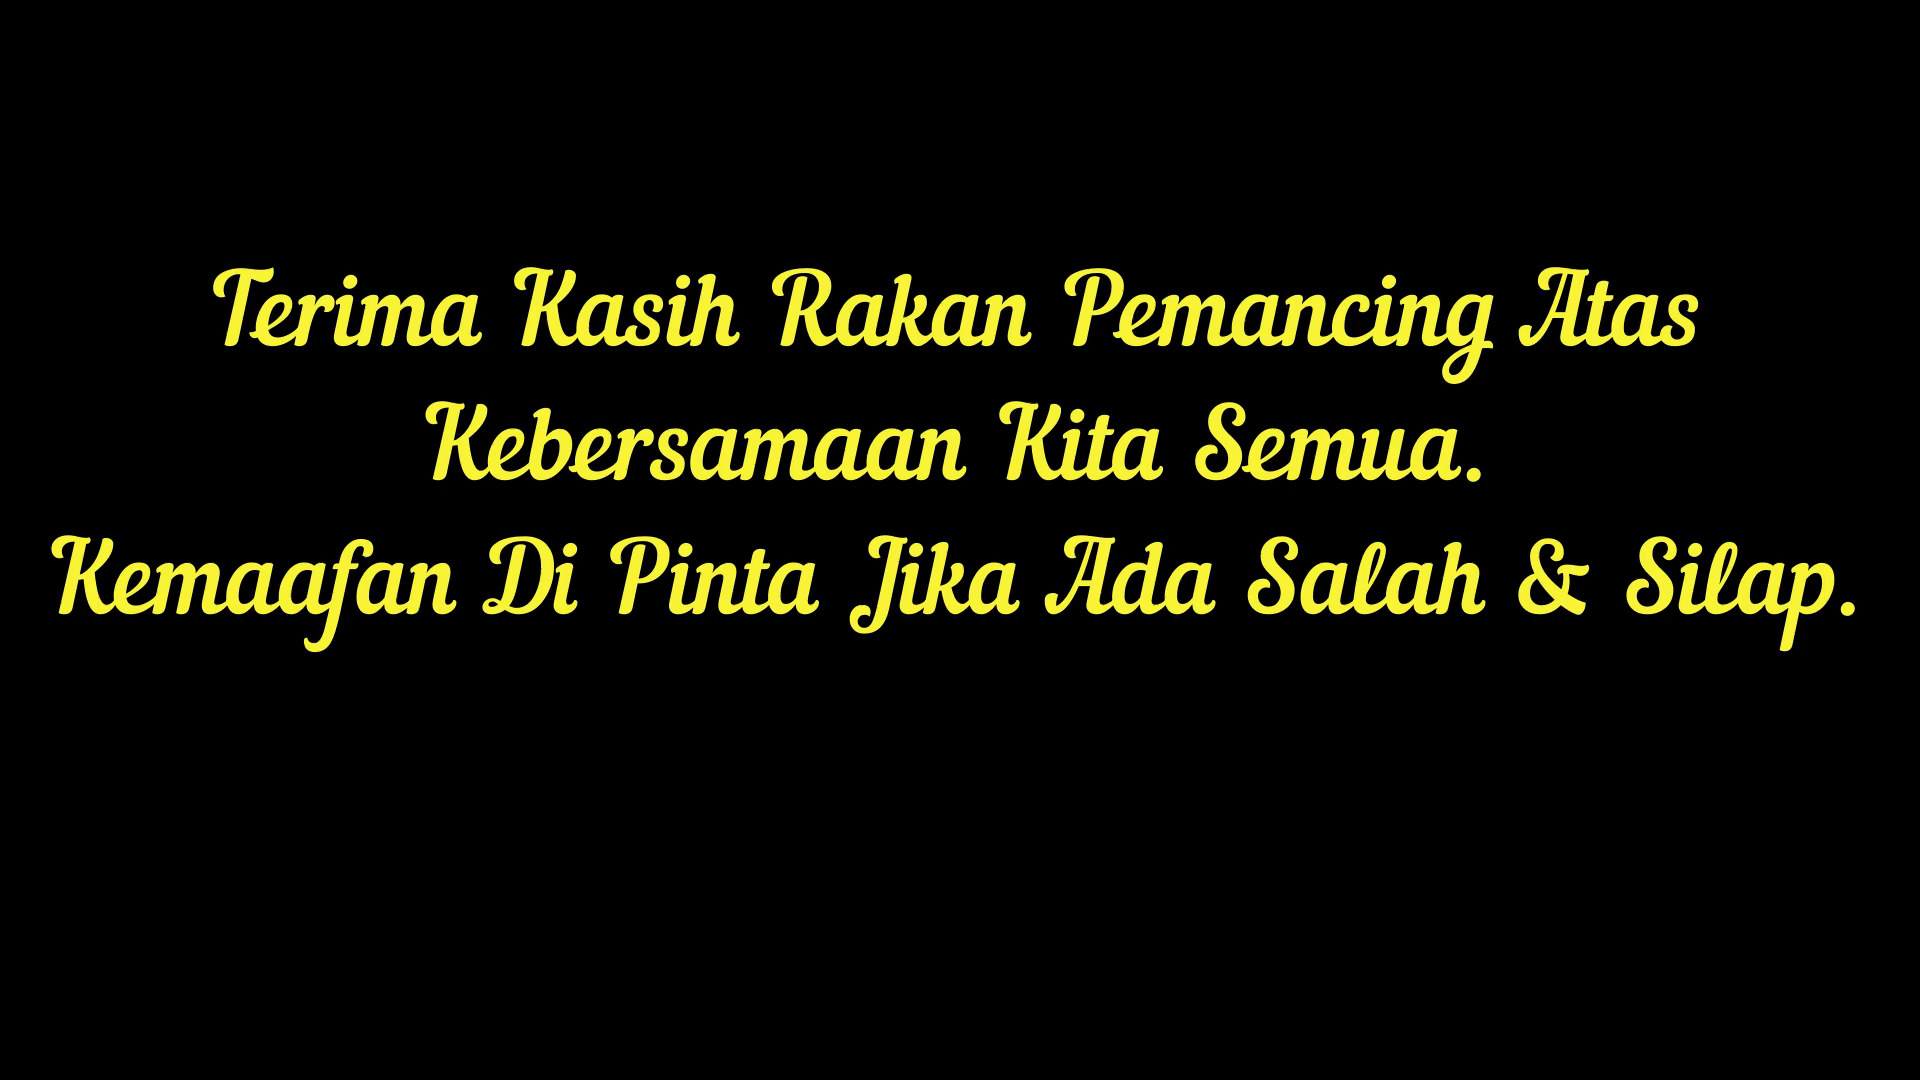 Terima Kasih Rakan Pemancing Atas
Kebersamaan Kita Semua.
Kemaafan Di Pinta Jika Ada Salah & Silap.